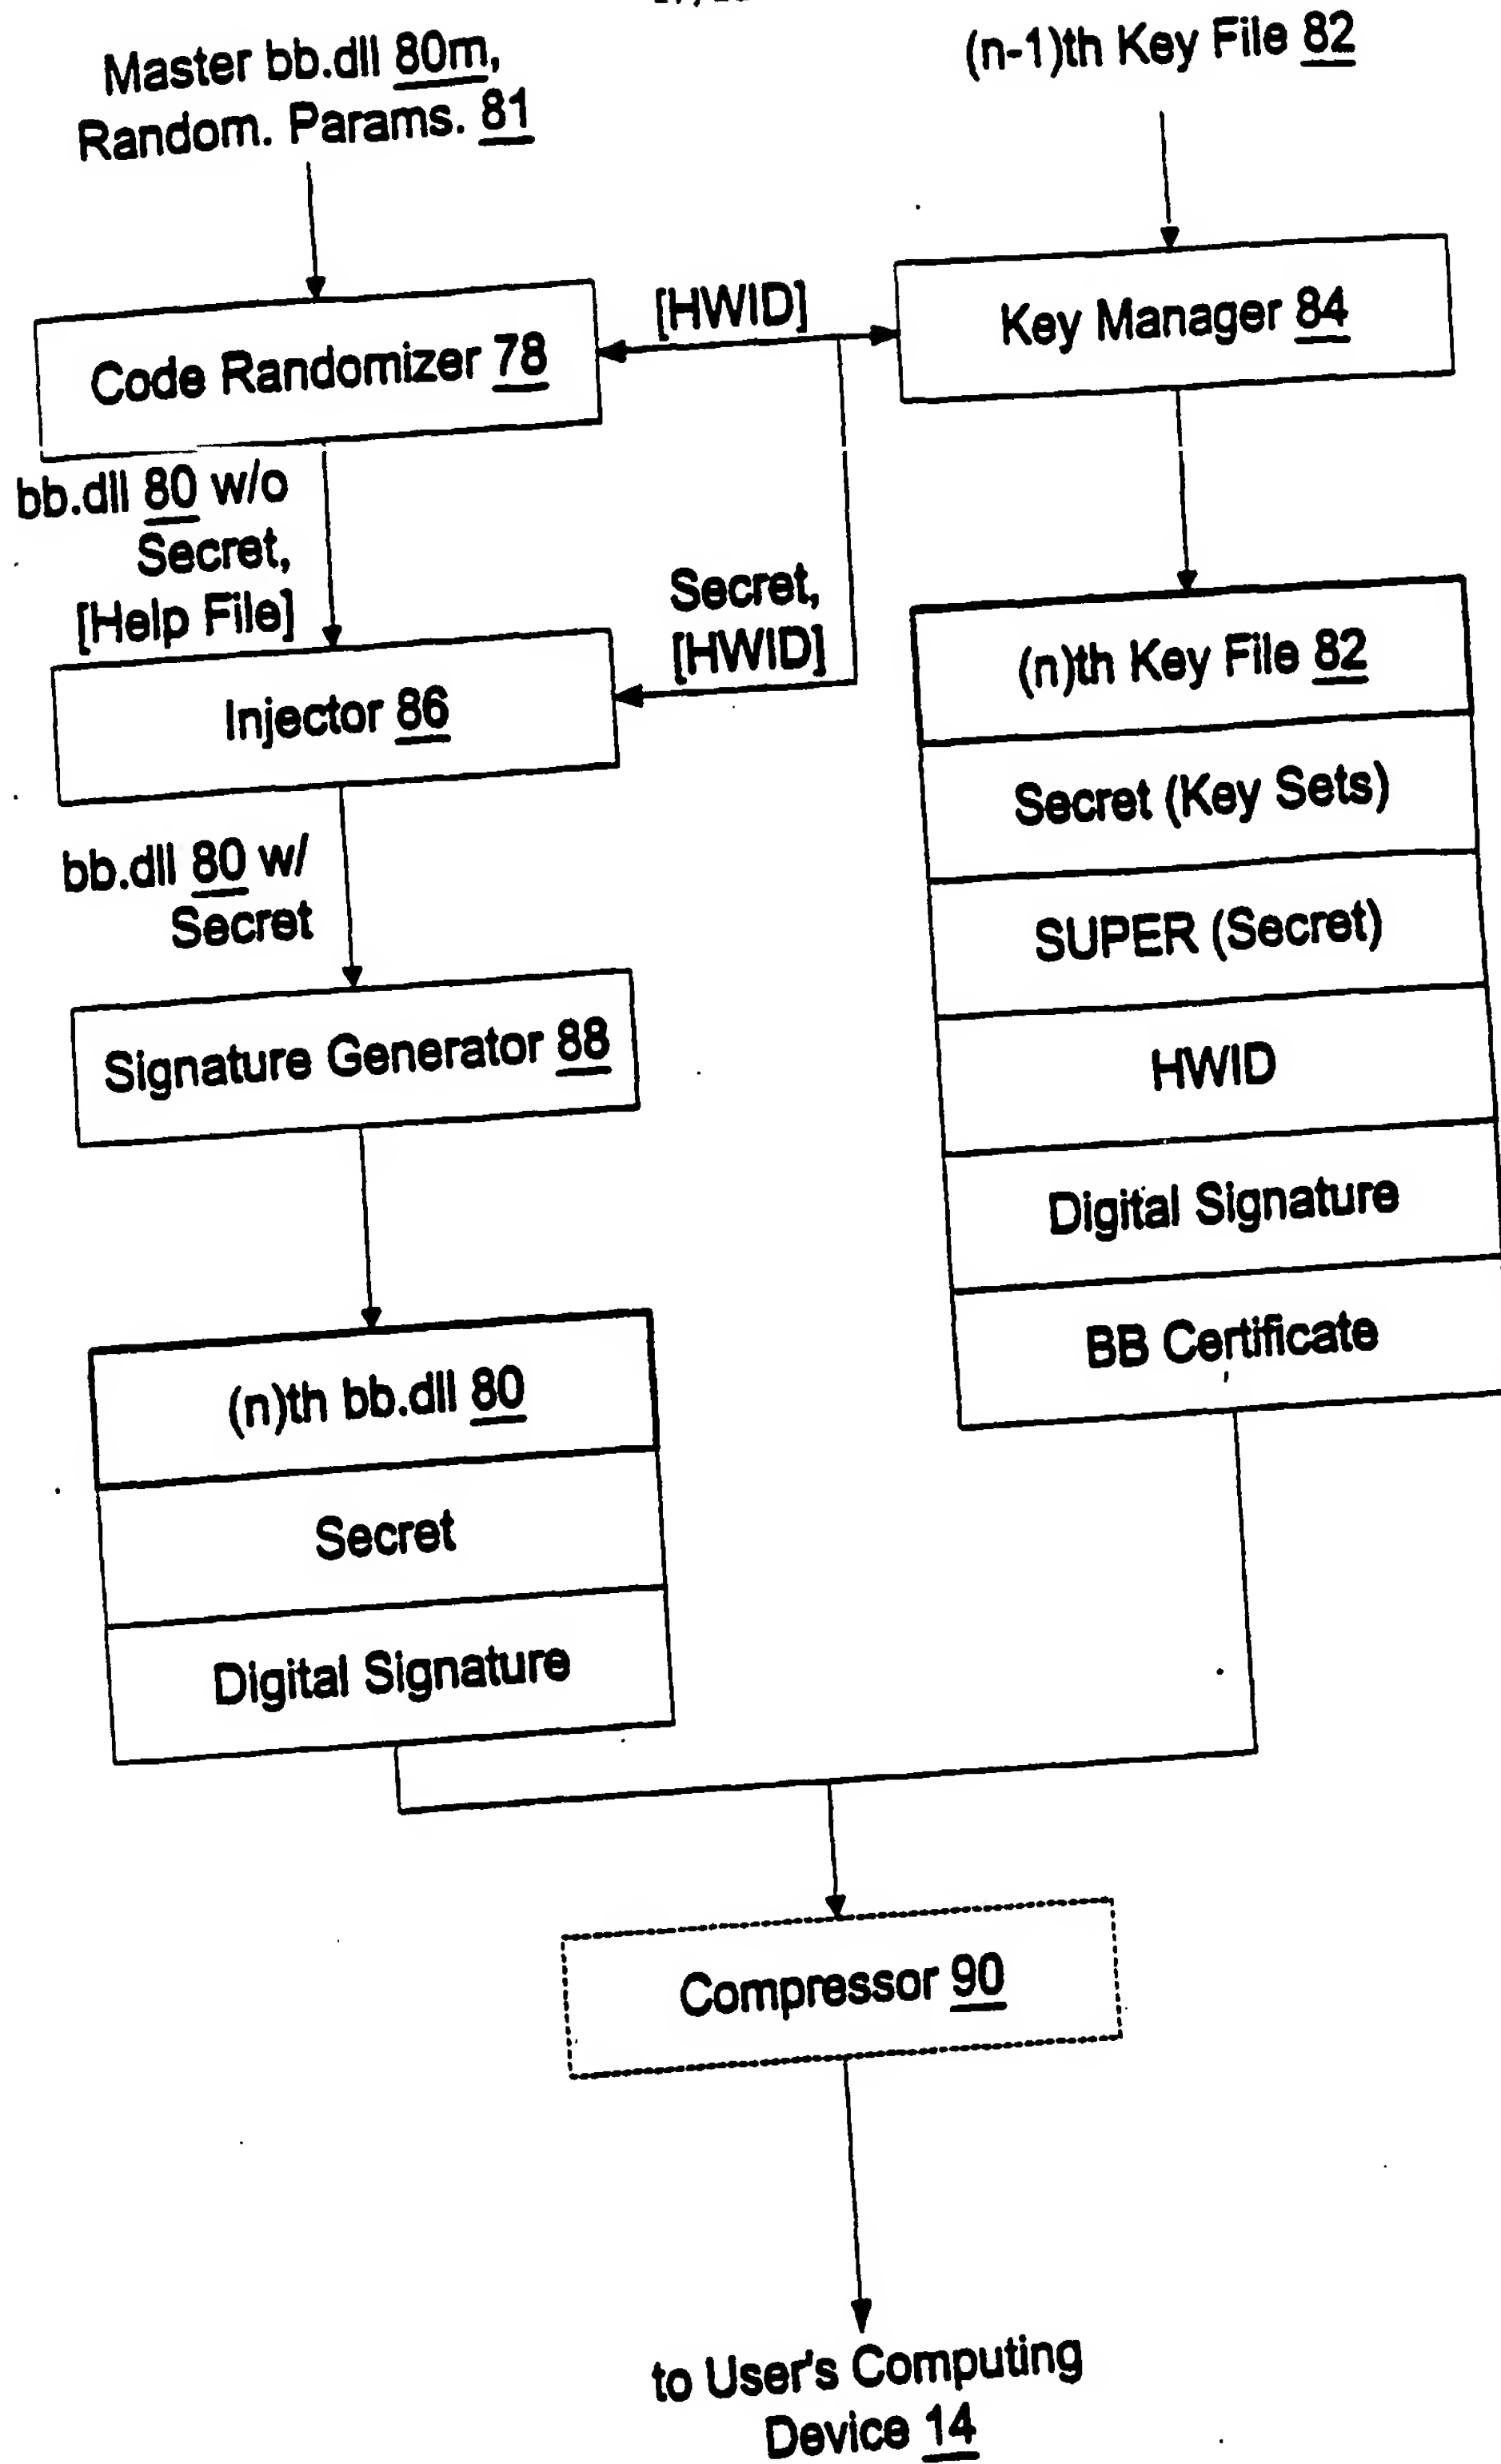 Master bb.dll 80m,
Random. Params. 81
(n-1)th Key File 82
[HWID]
Key Manager 84
Code Randomizer 78
bb.dll 80 w/o
Secret,
[Help File]
Secret,
[HWID]
Injector 86
(n)th Key File 82
Secret (Key Sets)
SUPER (Secret)
HWID
Digital Signature
BB Certificate
bb.dll 80 w/
Secret
Signature Generator 88
(n)th bb.dll 80
Secret
Digital Signature
Compressor 90
to User's Computing
Device 14